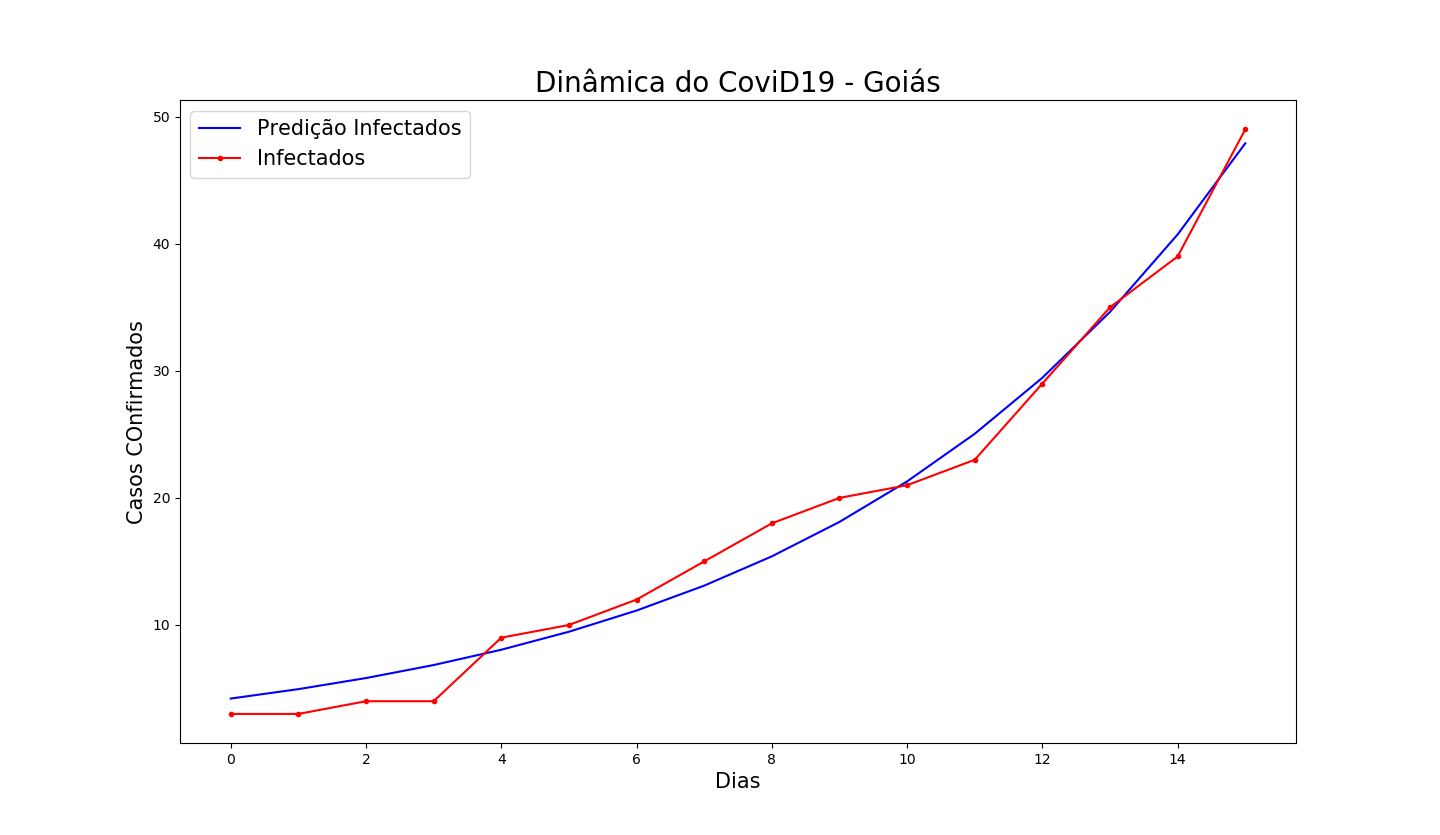 Dinâmica do CoviD19 - Goiás
Predição Infectados
Infectados
50
40
30
20
10
Casos COnfirmados
0 2 4 6 8 10 12 14
Dias